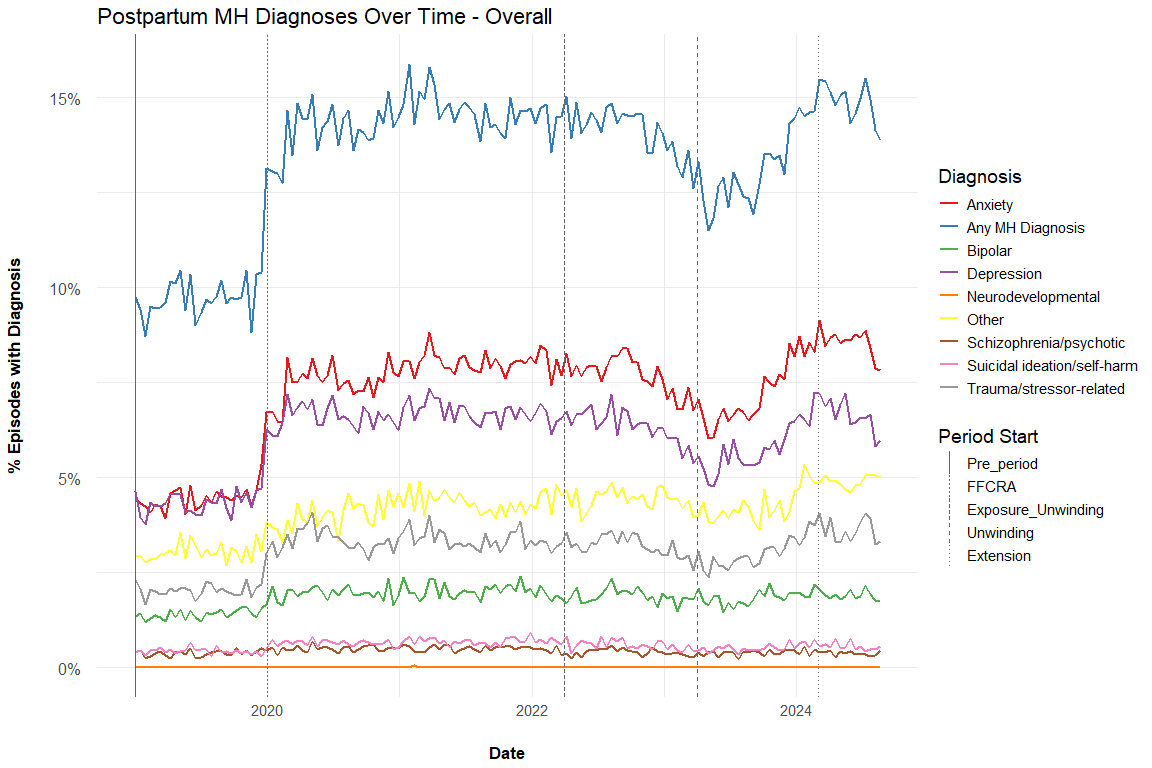 Postpartum MH Diagnoses Over Time - Overall
% Episodes with Diagnosis
15%
10%
5%
0%
2020
2022
2024
Date
Diagnosis
Anxiety
Any MH Diagnosis
Bipolar
Depression
Neurodevelopmental
Other
Schizophrenia/psychotic
Suicidal ideation/self-harm
Trauma/stressor-related
Period Start
Pre_period
FFCRA
Exposure_Unwinding
Unwinding
Extension